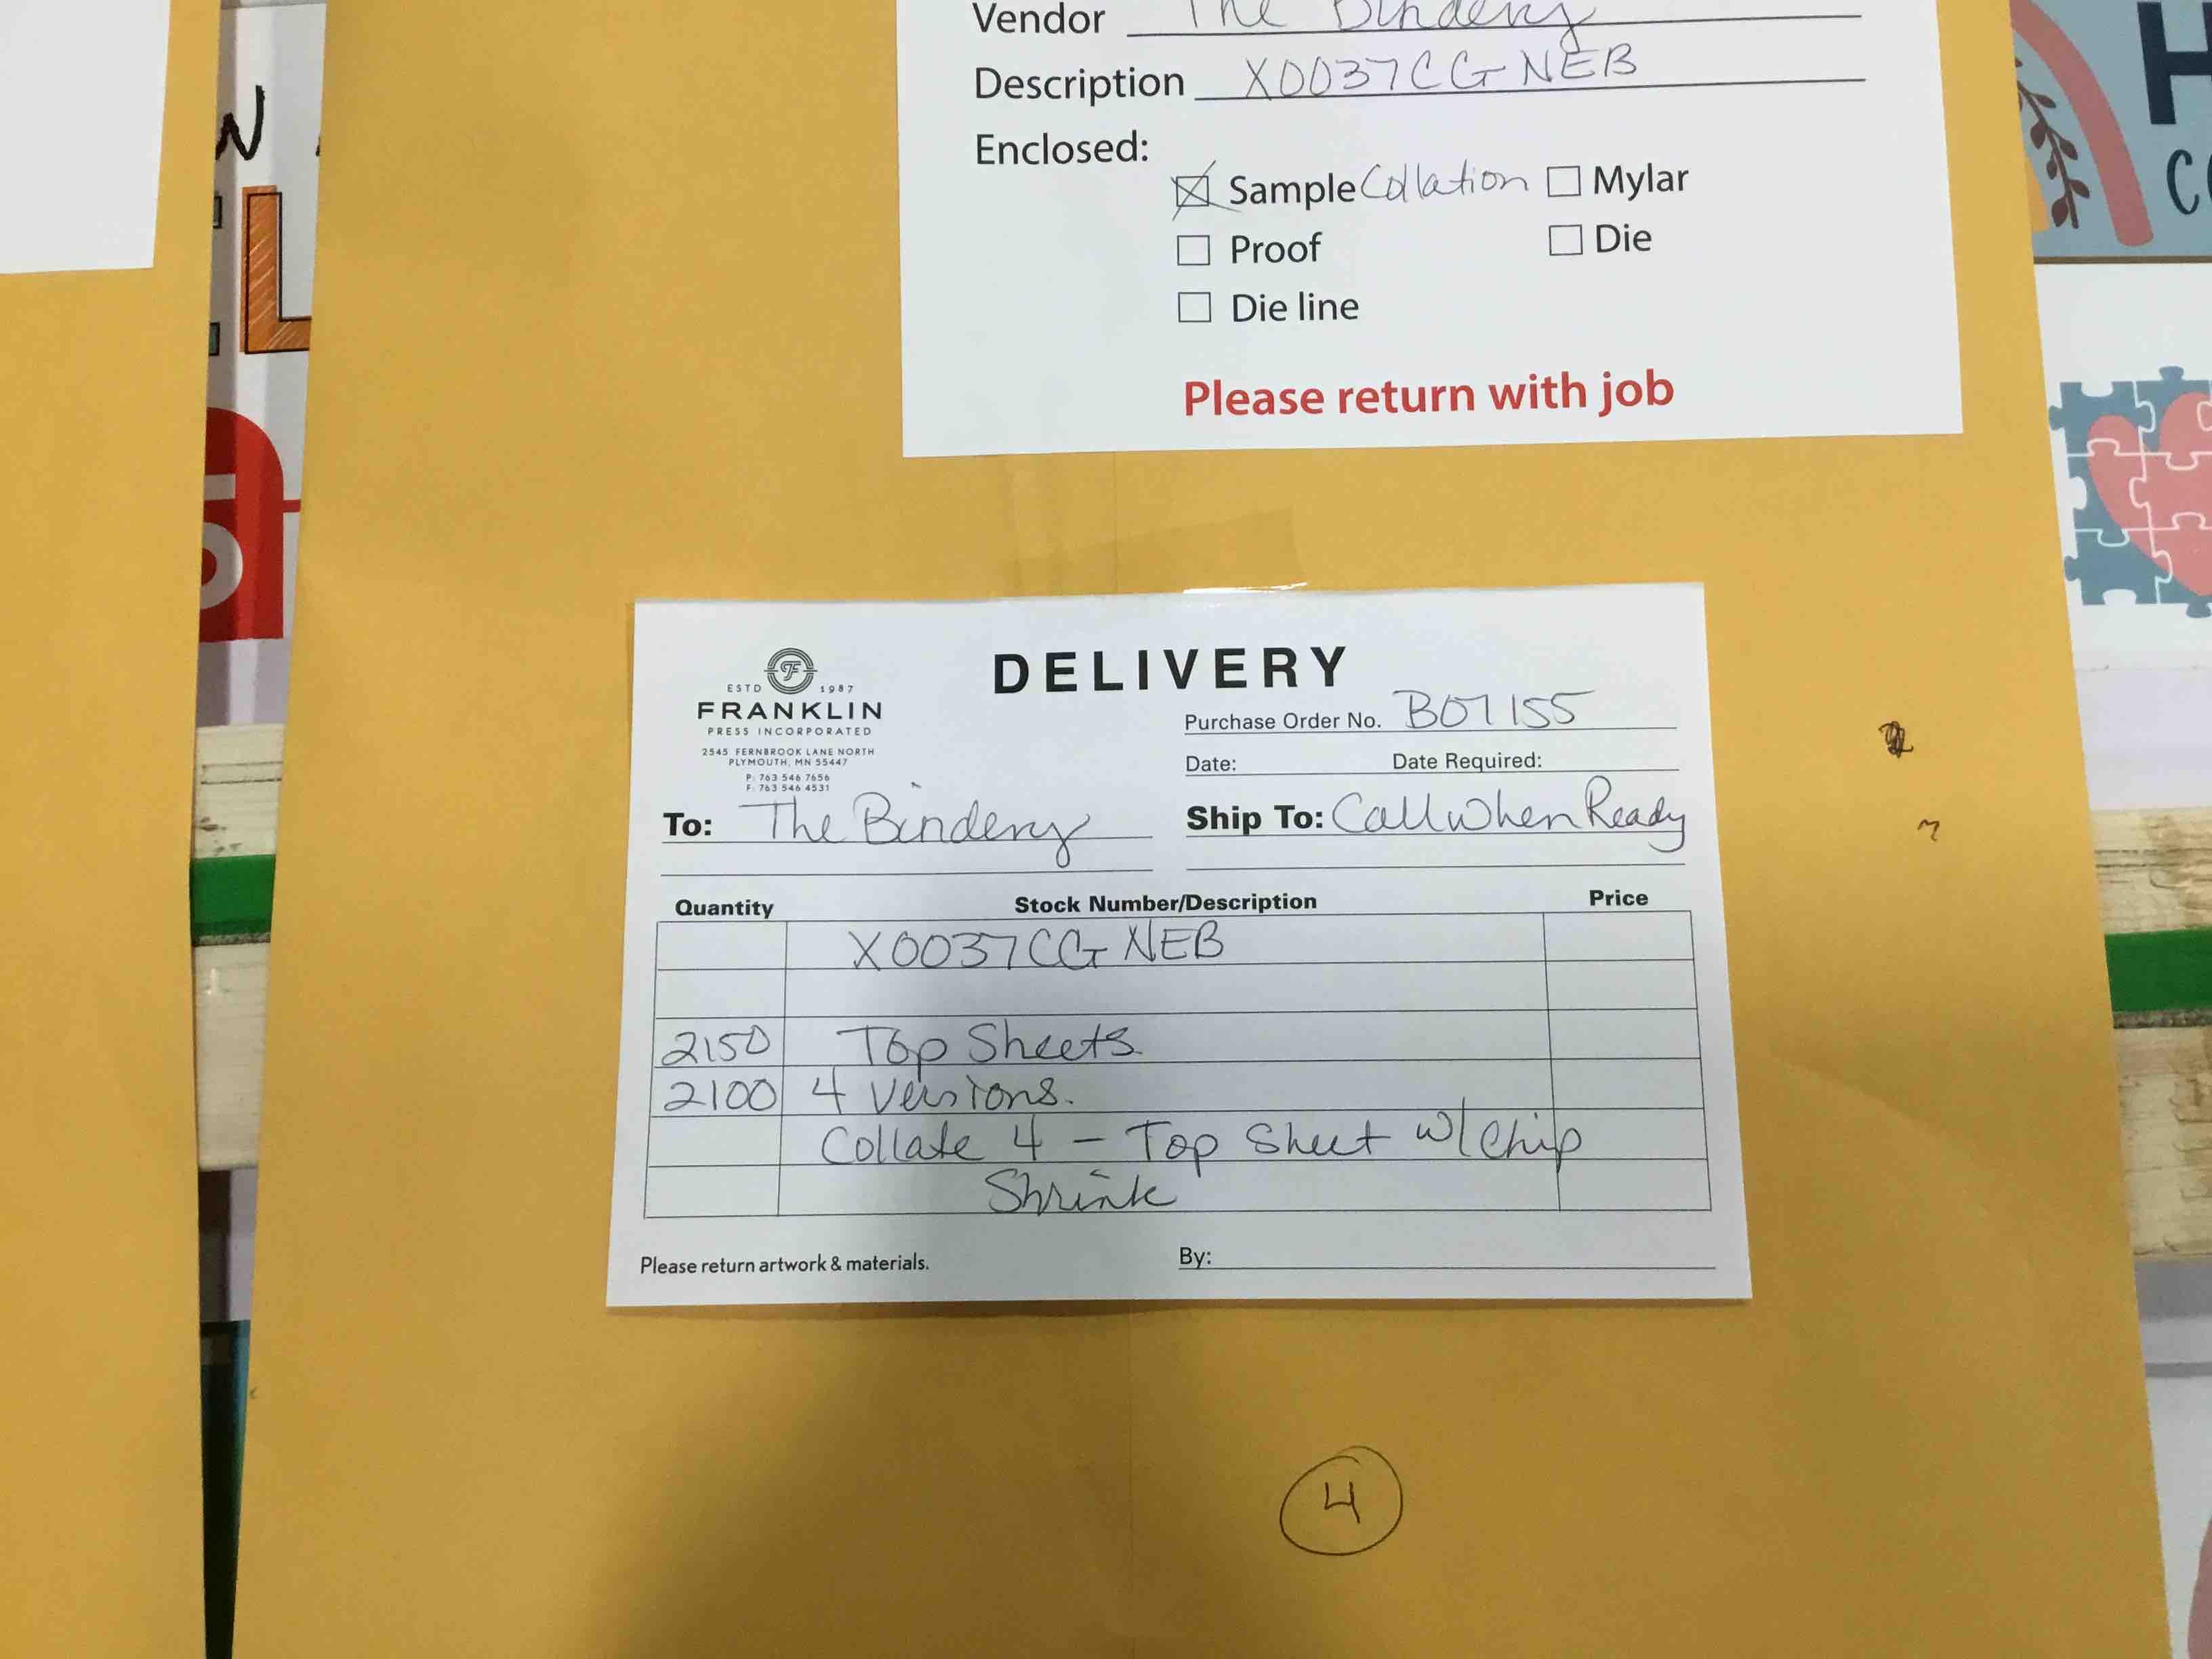 Vendor The Bindery
Description X0037CG NEB
Enclosed:
Sample Collation Mylar
Proof Die
Die line
Please return with job
DELIVERY
ESTD 1987
FRANKLIN
PRESS INCORPORATED
2545 FERNBROOK LANE NORTH
PLYMOUTH, MN 55447
P: 763 546 7656
F: 763 546 4531
Purchase Order No. B07155
Date: Date Required:
To: The Bindery Ship To: Call When Ready
Quantity Stock Number/Description Price
X0037CG NEB
2150 Top Sheets
2100 4 Versions.
Collate 4 - Top Sheet w/ Chip
Shrink
Please return artwork & materials. By:
4